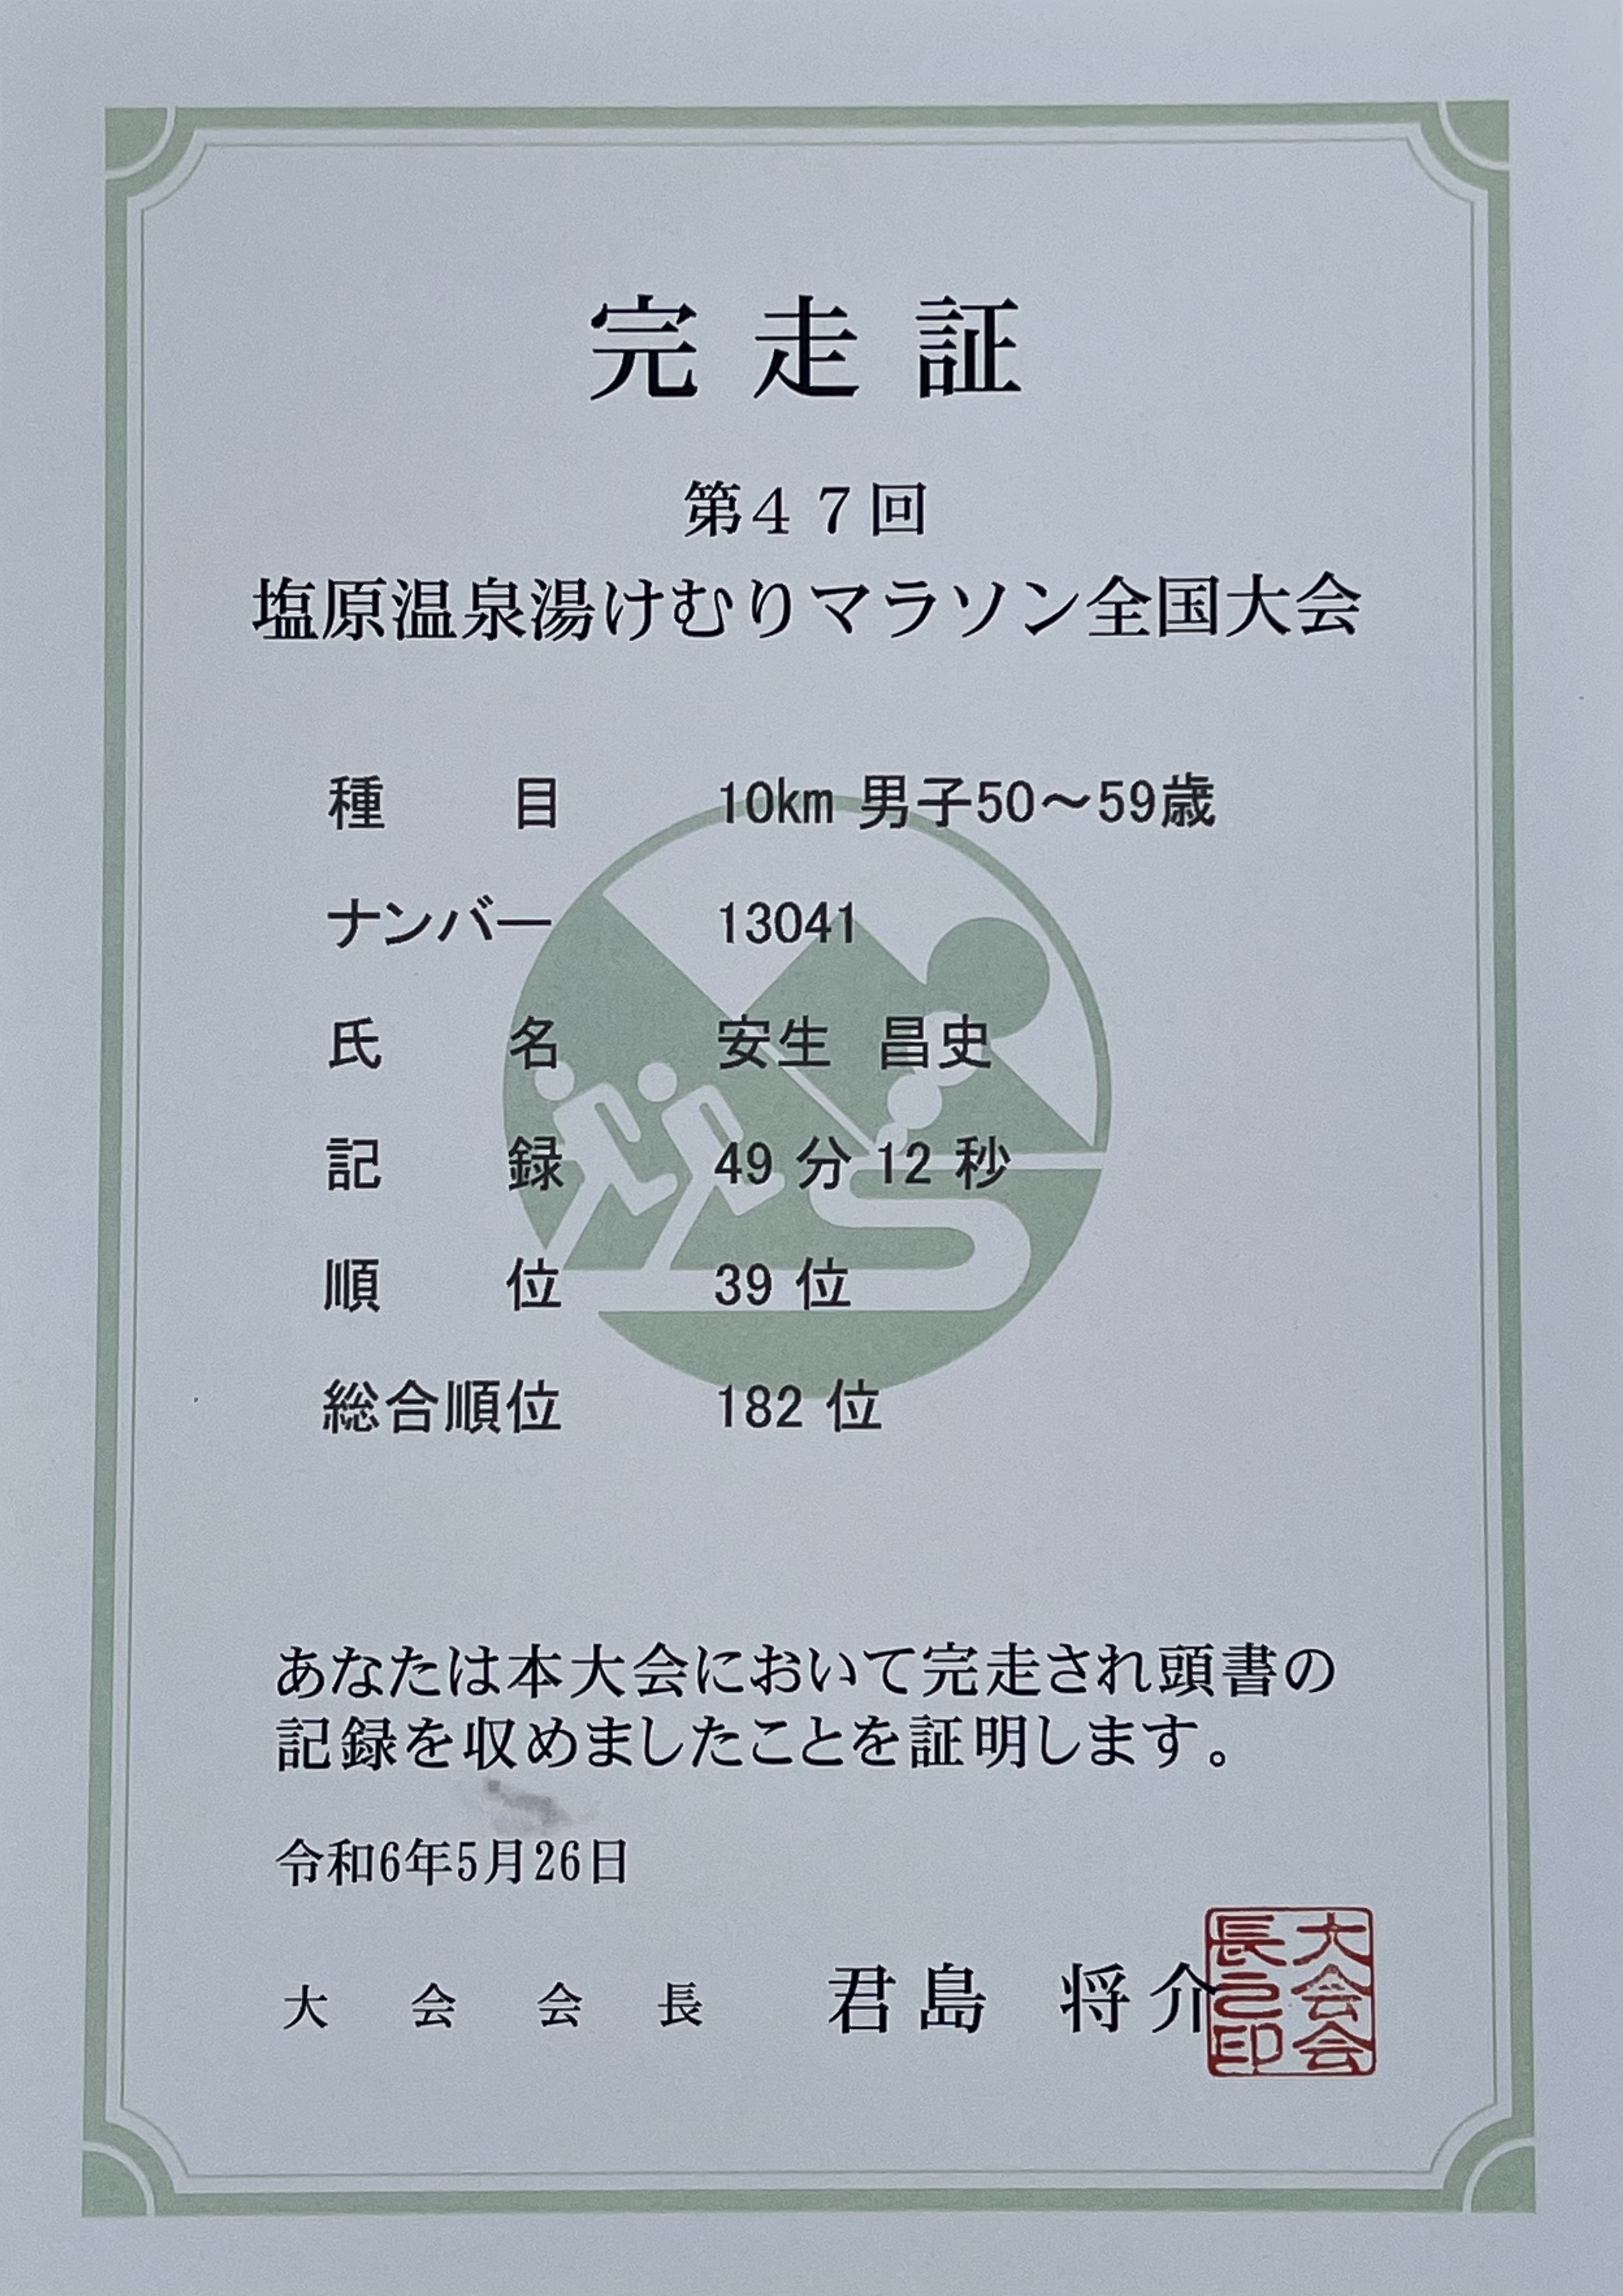 完走証
第４７回
塩原温泉湯けむりマラソン全国大会
種目 10km 男子50～59歳
ナンバー 13041
氏名 安生 昌史
記録 49 分 12 秒
順位 39 位
総合順位 182 位
あなたは本大会において完走され頭書の
記録を収めましたことを証明します。
令和6年5月26日
大会会長 君島 将介
大会会
長之印